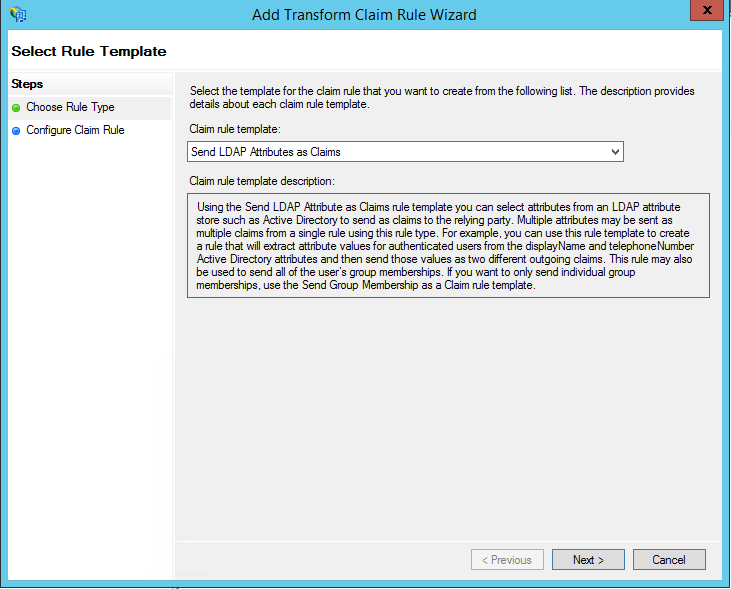 Add Transform Claim Rule Wizard
x
Select Rule Template
Steps
Choose Rule Type
Configure Claim Rule
Select the template for the claim rule that you want to create from the following list. The description provides
details about each claim rule template.
Claim rule template:
Send LDAP Attributes as Claims
Claim rule template description:
Using the Send LDAP Attribute as Claims rule template you can select attributes from an LDAP attribute
store such as Active Directory to send as claims to the relying party. Multiple attributes may be sent as
multiple claims from a single rule using this rule type. For example, you can use this rule template to create
a rule that will extract attribute values for authenticated users from the displayName and telephoneNumber
Active Directory attributes and then send those values as two different outgoing claims. This rule may also
be used to send all of the user's group memberships. If you want to only send individual group
memberships, use the Send Group Membership as a Claim rule template.
< Previous
Next >
Cancel